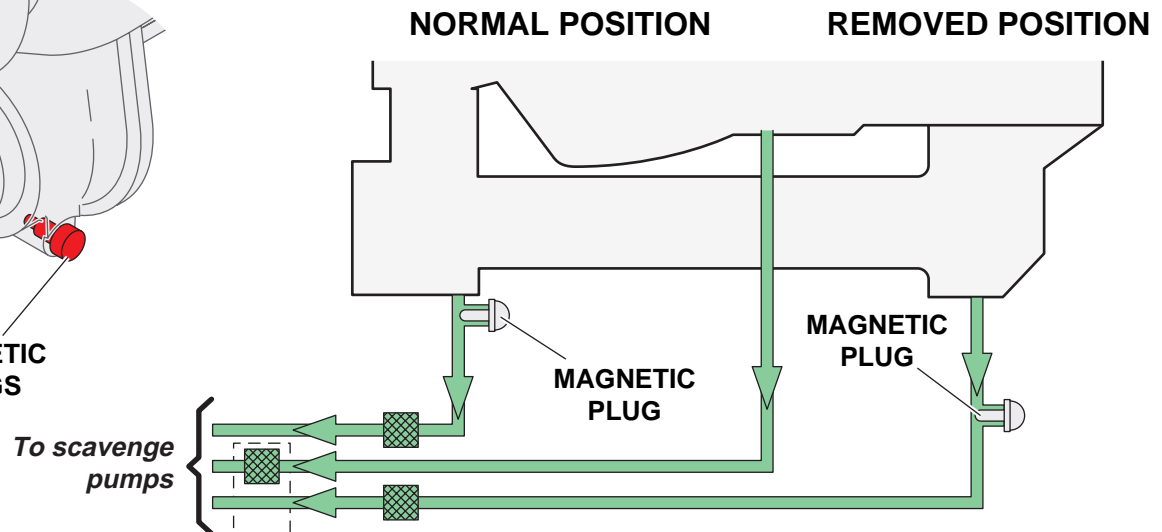 NORMAL POSITION
REMOVED POSITION
MAGNETIC
PLUG
MAGNETIC
PLUG
To scavenge
pumps